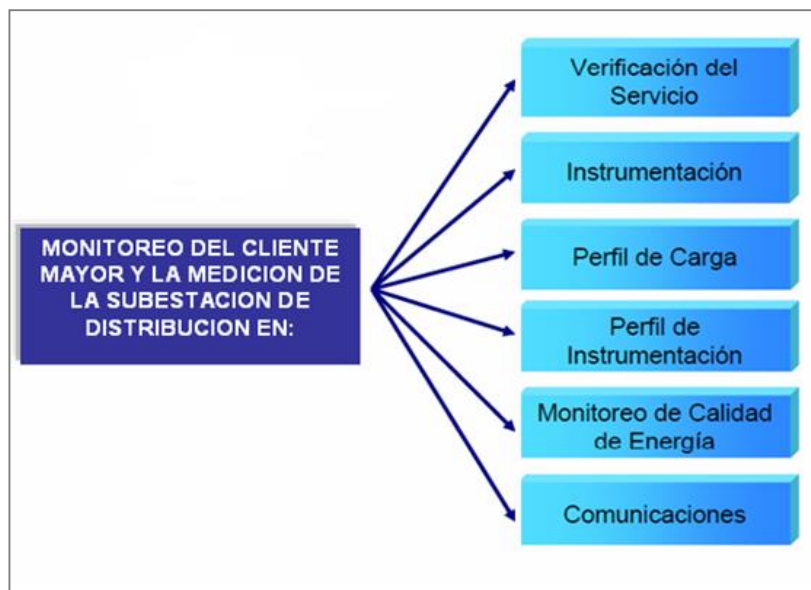 MONITOREO DEL CLIENTE
MAYOR Y LA MEDICION DE
LA SUBESTACION DE
DISTRIBUCION EN:
Verificación del
Servicio
Instrumentación
Perfil de Carga
Perfil de
Instrumentación
Monitoreo de Calidad
de Energía
Comunicaciones